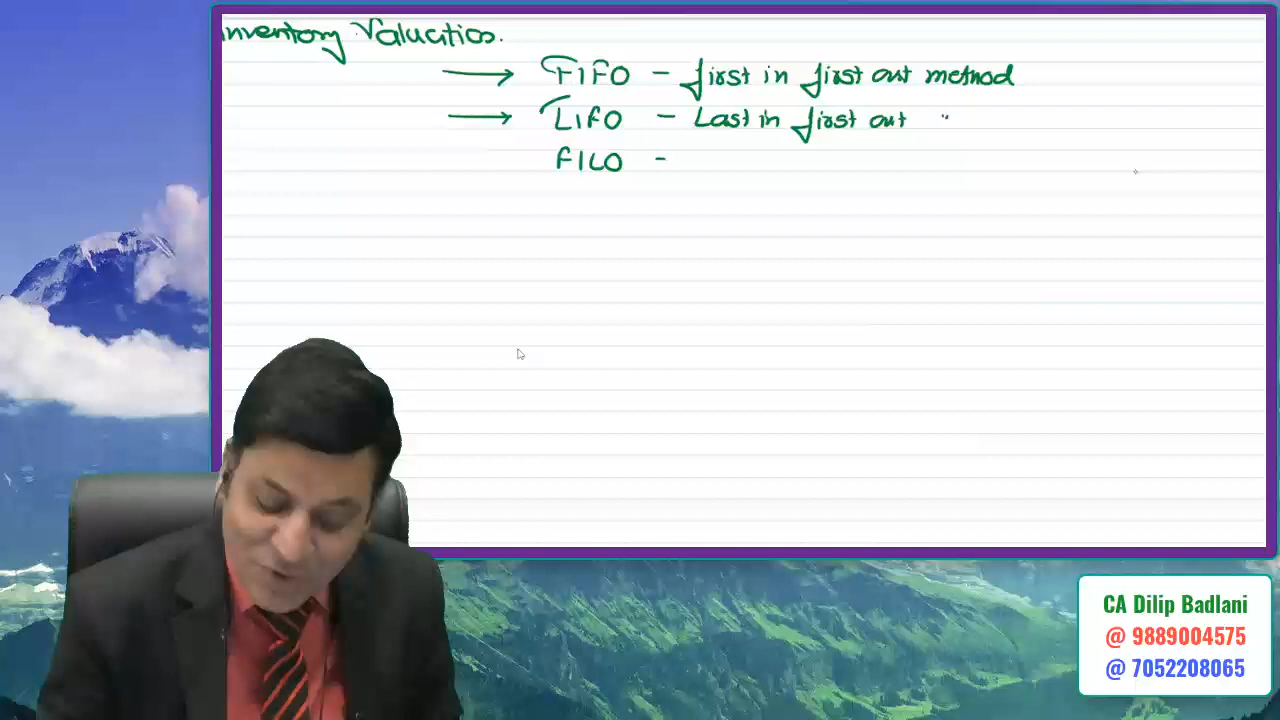 Inventory Valuation.
→ FIFO - first in first out method
→ LIFO - Last in first out "
FILO -
CA Dilip Badlani
@ 9889004575
@ 7052208065